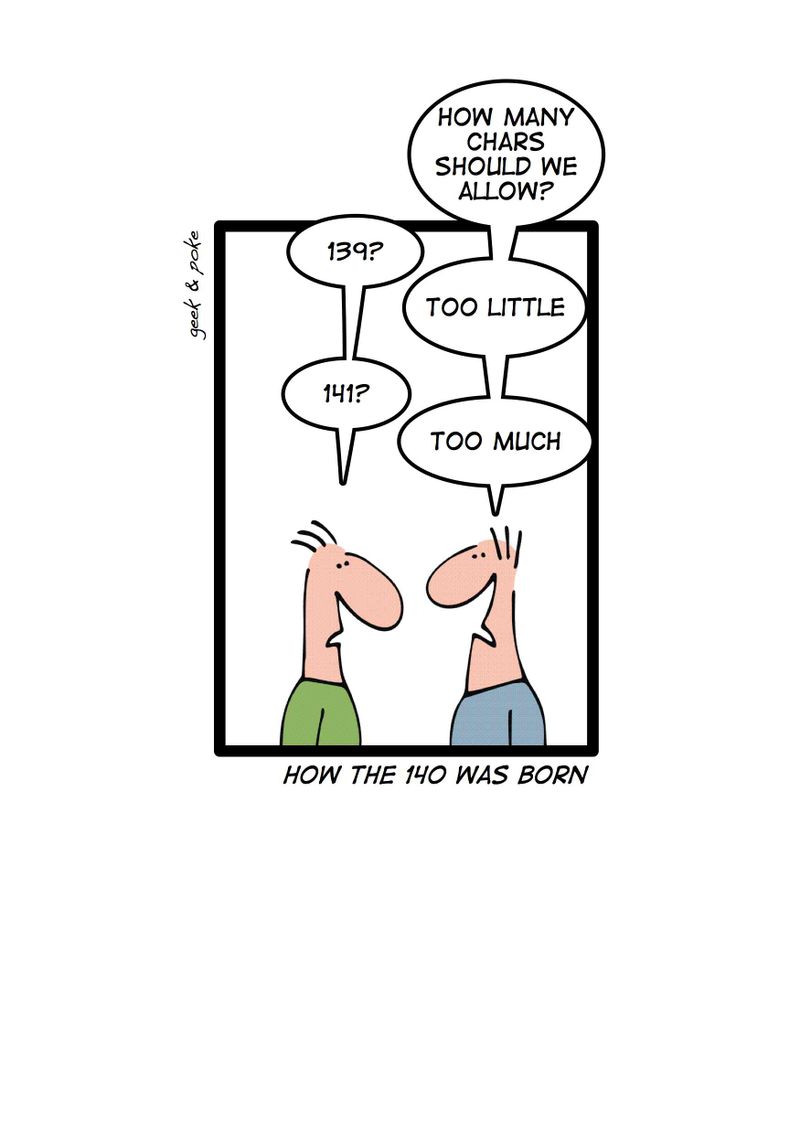 HOW MANY
CHARS
SHOULD WE
ALLOW?
139?
TOO LITTLE
141?
TOO MUCH
geek & poke
HOW THE 140 WAS BORN